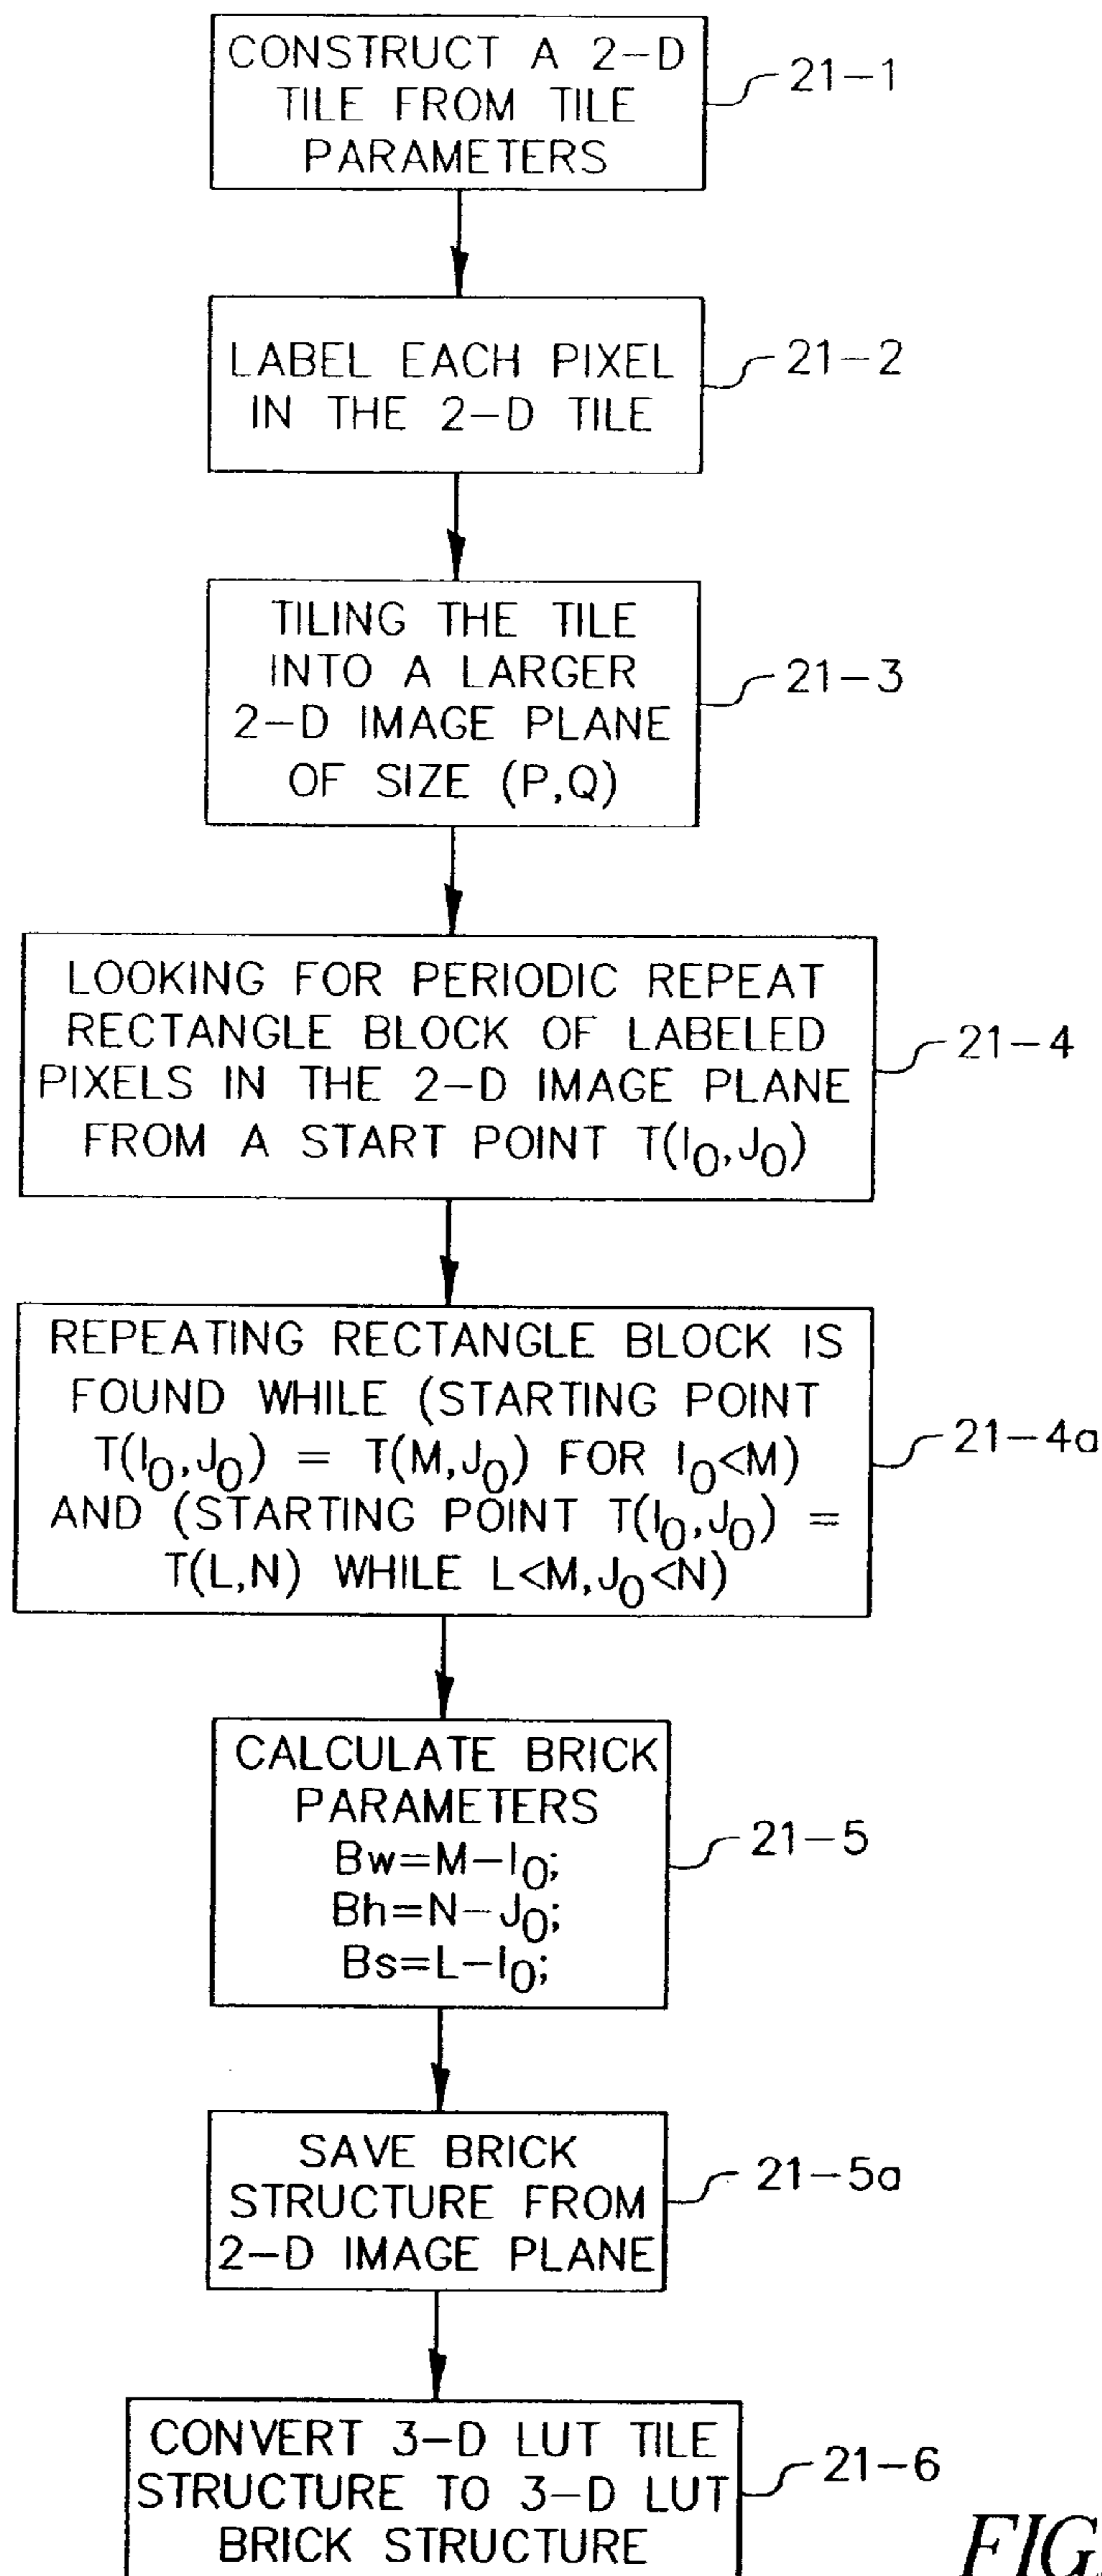 CONSTRUCT A 2-D
TILE FROM TILE
PARAMETERS
21-1
LABEL EACH PIXEL
IN THE 2-D TILE
21-2
TILING THE TILE
INTO A LARGER
2-D IMAGE PLANE
OF SIZE (P,Q)
21-3
LOOKING FOR PERIODIC REPEAT
RECTANGLE BLOCK OF LABELED
PIXELS IN THE 2-D IMAGE PLANE
FROM A START POINT T(I₀,J₀)
21-4
REPEATING RECTANGLE BLOCK IS
FOUND WHILE (STARTING POINT
T(I₀,J₀) = T(M,J₀) FOR I₀<M)
AND (STARTING POINT T(I₀,J₀) =
T(L,N) WHILE L<M,J₀<N)
21-4a
CALCULATE BRICK
PARAMETERS
Bw=M-I₀;
Bh=N-J₀;
Bs=L-I₀;
21-5
SAVE BRICK
STRUCTURE FROM
2-D IMAGE PLANE
21-5a
CONVERT 3-D LUT TILE
STRUCTURE TO 3-D LUT
BRICK STRUCTURE
21-6
FIG.